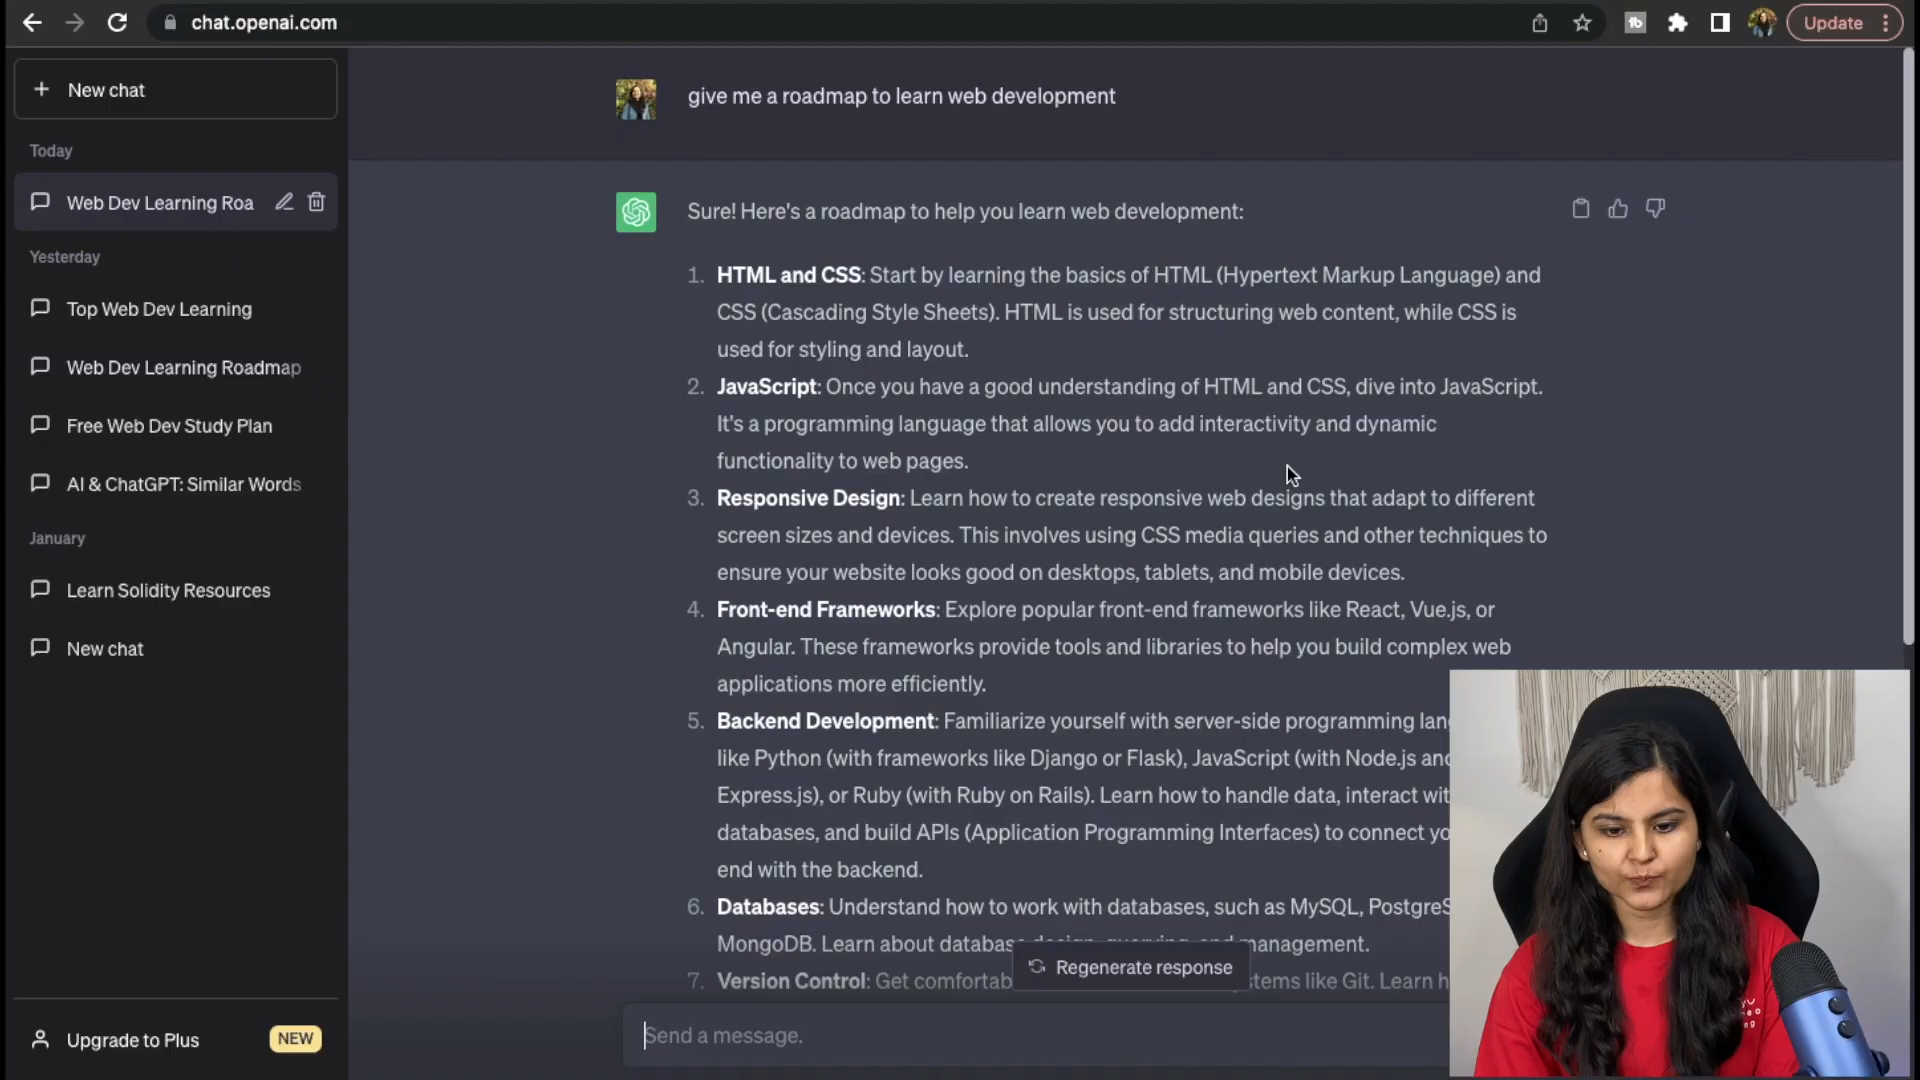 chat.openai.com
Update
New chat
Today
Web Dev Learning Roa
Yesterday
Top Web Dev Learning
Web Dev Learning Roadmap
Free Web Dev Study Plan
AI & ChatGPT: Similar Words
January
Learn Solidity Resources
New chat
Upgrade to Plus
NEW
give me a roadmap to learn web development
Sure! Here's a roadmap to help you learn web development:
1. HTML and CSS: Start by learning the basics of HTML (Hypertext Markup Language) and
CSS (Cascading Style Sheets). HTML is used for structuring web content, while CSS is
used for styling and layout.
2. JavaScript: Once you have a good understanding of HTML and CSS, dive into JavaScript.
It's a programming language that allows you to add interactivity and dynamic
functionality to web pages.
3. Responsive Design: Learn how to create responsive web designs that adapt to different
screen sizes and devices. This involves using CSS media queries and other techniques to
ensure your website looks good on desktops, tablets, and mobile devices.
4. Front-end Frameworks: Explore popular front-end frameworks like React, Vue.js, or
Angular. These frameworks provide tools and libraries to help you build complex web
applications more efficiently.
5. Backend Development: Familiarize yourself with server-side programming lan
like Python (with frameworks like Django or Flask), JavaScript (with Node.js and
Express.js), or Ruby (with Ruby on Rails). Learn how to handle data, interact wit
databases, and build APIs (Application Programming Interfaces) to connect yo
end with the backend.
6. Databases: Understand how to work with databases, such as MySQL, PostgreS
MongoDB. Learn about database design, querying, and management.
7. Version Control: Get comfortab stems like Git. Learn h
Regenerate response
Send a message.